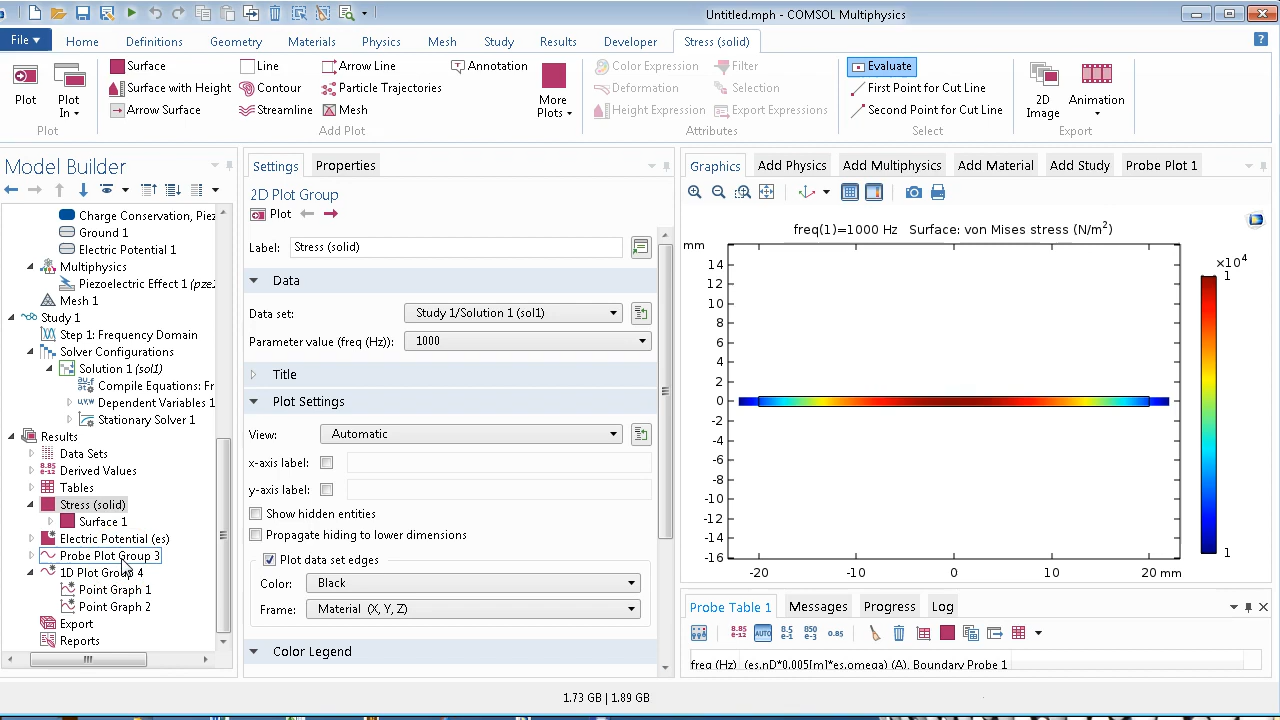 Untitled.mph - COMSOL Multiphysics
File Home Definitions Geometry Materials Physics Mesh Study Developer Stress (solid)
Plot
Plot In
Plot
Surface
Surface with Height
Arrow Surface
Line
Contour
Streamline
Arrow Line
Particle Trajectories
Mesh
Annotation
More Plots
Add Plot
Color Expression
Deformation
Height Expression
Filter
Selection
Export Expressions
Attributes
Evaluate
First Point for Cut Line
Second Point for Cut Line
Select
2D Image
Animation
Export
Model Builder
Charge Conservation, Piez
Ground 1
Electric Potential 1
Multiphysics
Piezoelectric Effect 1 (pze
Mesh 1
Study 1
Step 1: Frequency Domain
Solver Configurations
Solution 1 (sol1)
Compile Equations: Fr
Dependent Variables 1
Stationary Solver 1
Results
Data Sets
Derived Values
Tables
Stress (solid)
Surface 1
Electric Potential (es)
Probe Plot Group 3
Point Graph 1
Point Graph 2
Export
Reports
Settings Properties
2D Plot Group
Plot
Label: Stress (solid)
Data
Data set: Study 1/Solution 1 (sol1)
Parameter value (freq (Hz)): 1000
Title
Plot Settings
View: Automatic
x-axis label:
y-axis label:
Show hidden entities
Propagate hiding to lower dimensions
Plot data set edges
Color: Black
Frame: Material (X, Y, Z)
Color Legend
Graphics Add Physics Add Multiphysics Add Material Add Study Probe Plot 1
freq(1)=1000 Hz Surface: von Mises stress (N/m²)
mm
14
12
10
8
6
4
2
0
-2
-4
-6
-8
-10
-12
-14
-16
-20 -10 0 10 20 mm
×10⁴
1
1
Probe Table 1 Messages Progress Log
8.85 e-12 AUTO 8.5 e-1 850 e-3 0.85
freq (Hz) (es.nD*0.005[m]*es.omega) (A), Boundary Probe 1
1.73 GB | 1.89 GB